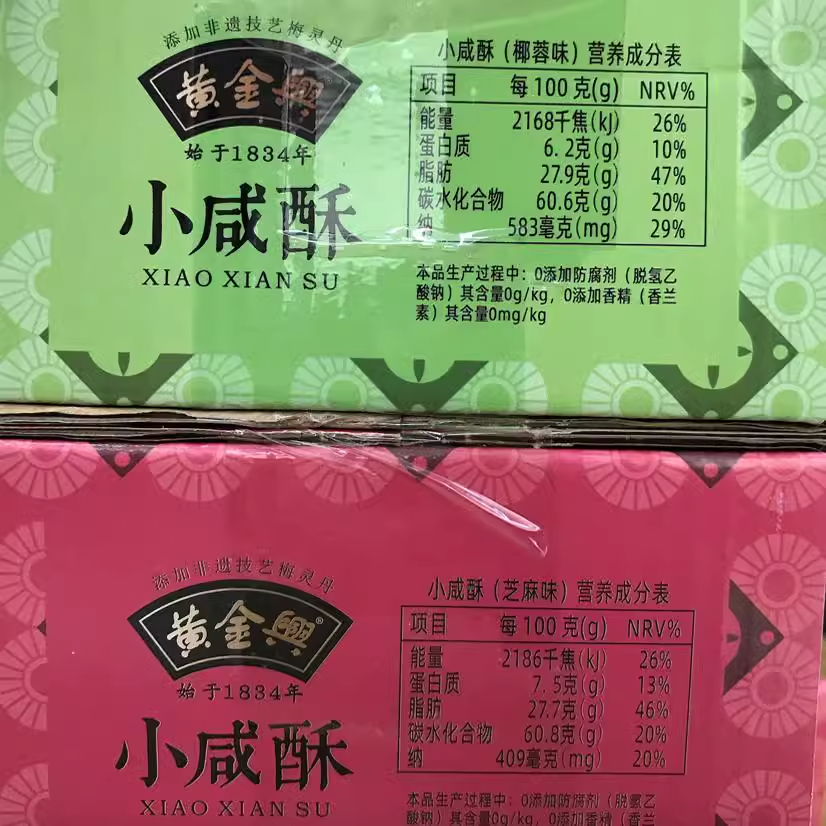 添加非遗技艺梅灵丹
黄金興
始于1834年
小咸酥
XIAO XIAN SU
小咸酥（椰蓉味）营养成分表
项目 每100克(g) NRV%
能量 2168千焦(kJ) 26%
蛋白质 6.2克(g) 10%
脂肪 27.9克(g) 47%
碳水化合物 60.6克(g) 20%
钠 583毫克(mg) 29%
本品生产过程中：0添加防腐剂（脱氢乙
酸钠）其含量0g/kg，0添加香精（香兰
素）其含量0mg/kg
添加非遗技艺梅灵丹
黄金興®
始于1834年
小咸酥
XIAO XIAN SU
小咸酥（芝麻味）营养成分表
项目 每100克(g) NRV%
能量 2186千焦(kJ) 26%
蛋白质 7.5克(g) 13%
脂肪 27.7克(g) 46%
碳水化合物 60.8克(g) 20%
钠 409毫克(mg) 20%
本品生产过程中：0添加防腐剂（脱氢乙
酸钠）其含量0g/kg，0添加香精（香兰